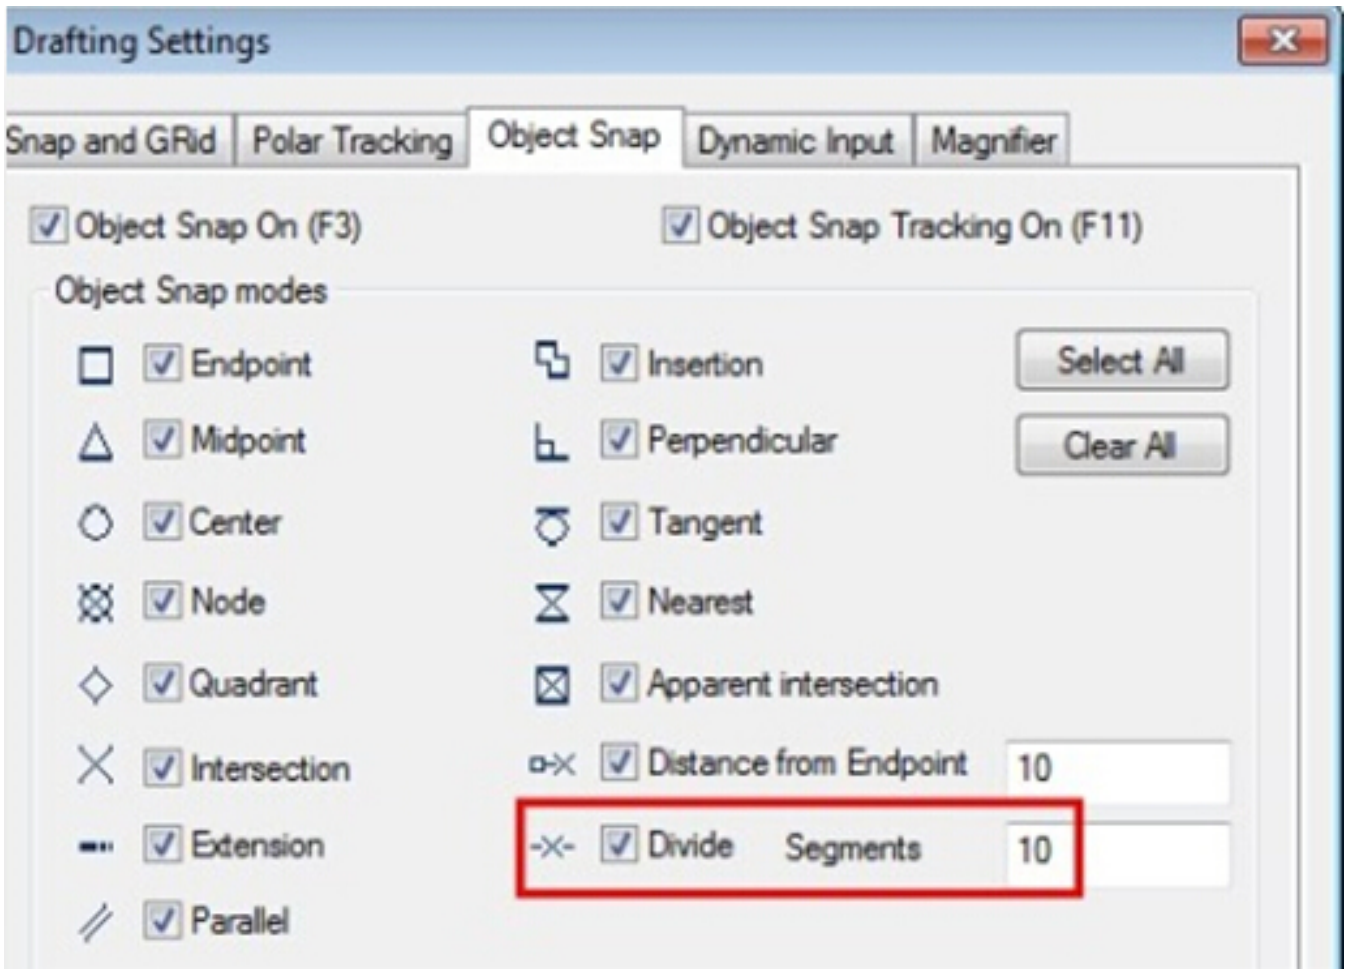 Drafting Settings
Snap and GRid Polar Tracking Object Snap Dynamic Input Magnifier
Object Snap On (F3) Object Snap Tracking On (F11)
Object Snap modes
Endpoint Insertion Select All
Midpoint Perpendicular Clear All
Center Tangent
Node Nearest
Quadrant Apparent intersection
Intersection Distance from Endpoint 10
Extension Divide Segments 10
Parallel